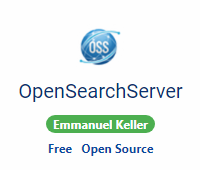 OSS
OpenSearchServer
Emmanuel Keller
Free Open Source